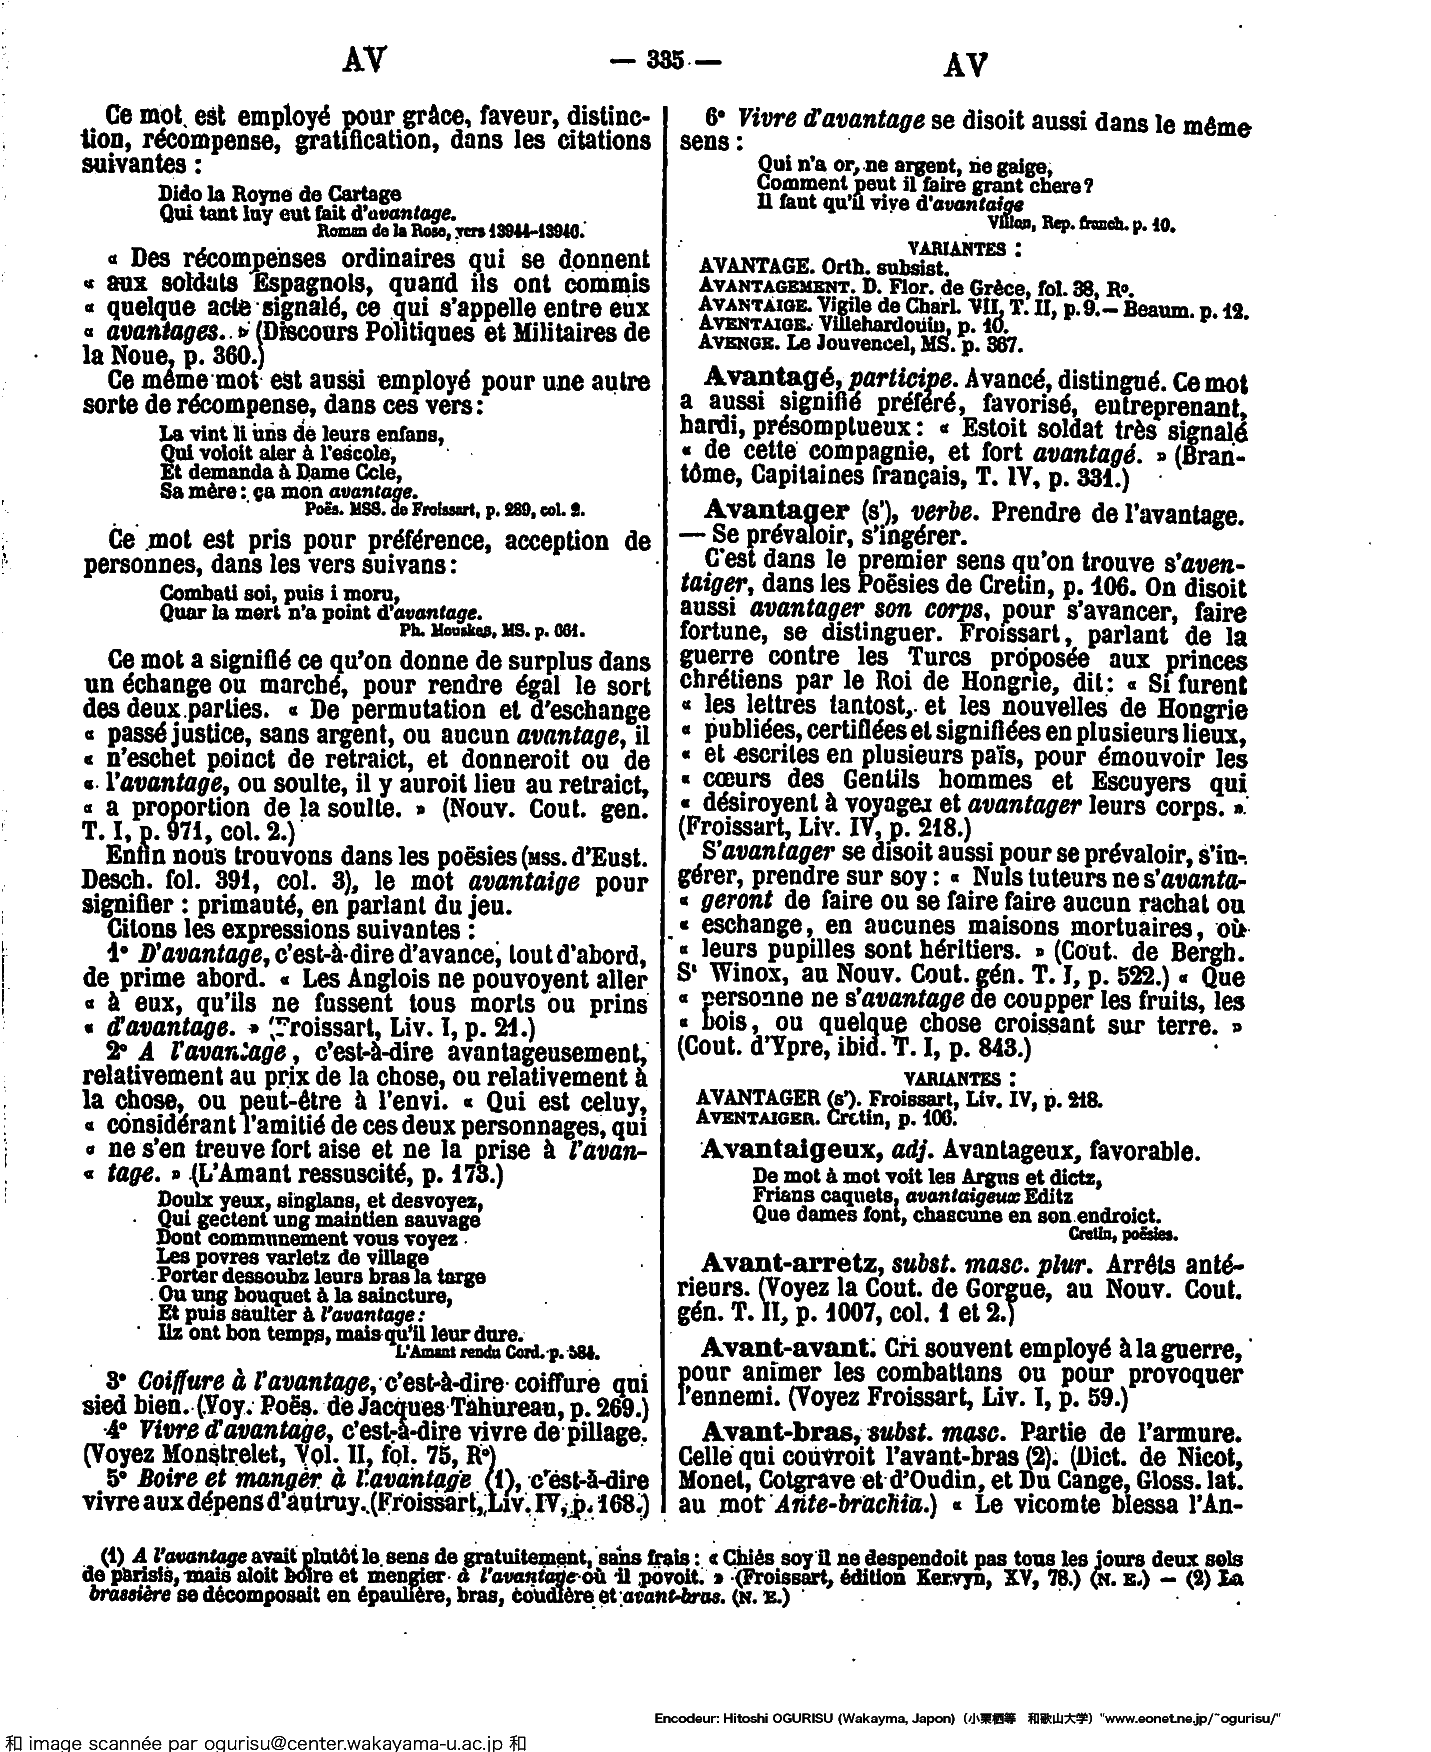 AV
— 335 —
AV
Ce mot est employé pour grâce, faveur, distinc-
tion, récompense, gratification, dans les citations
suivantes :
Dido la Royne de Cartage
Qui tant luy eut fait d'avantage.
Roman de la Rose, vers 13944-13946.
« Des récompenses ordinaires qui se donnent
« aux soldats Espagnols, quand ils ont commis
« quelque acte signalé, ce qui s'appelle entre eux
« avantages. » (Discours Politiques et Militaires de
la Noue, p. 360.)
Ce même mot est aussi employé pour une autre
sorte de récompense, dans ces vers :
La vint li uns de leurs enfans,
Qui voloit aler à l'escole,
Et demanda à Dame Cele,
Sa mère : ça mon avantage.
Poës. MSS. de Froissart, p. 289, col. 2.
Ce mot est pris pour préférence, acception de
personnes, dans les vers suivans :
Combati soi, puis i moru,
Quar la mort n'a point d'avantage.
Ph. Mouskes, MS. p. 661.
Ce mot a signifié ce qu'on donne de surplus dans
un échange ou marché, pour rendre égal le sort
des deux parties. « De permutation et d'eschange
« passé justice, sans argent, ou aucun avantage, il
« n'eschet poinct de retraict, et donneroit ou de
« l'avantage, ou soulte, il y auroit lieu au retraict,
« a proportion de la soulte. » (Nouv. Cout. gen.
T. I, p. 971, col. 2.)
Enfin nous trouvons dans les poësies (MSS. d'Eust.
Desch. fol. 391, col. 3), le mot avantaige pour
signifier : primauté, en parlant du jeu.
Citons les expressions suivantes :
1° D'avantage, c'est-à-dire d'avance, tout d'abord,
de prime abord. « Les Anglois ne pouvoyent aller
« à eux, qu'ils ne fussent tous morts ou prins
« d'avantage. » (Froissart, Liv. I, p. 21.)
2° A l'avantage, c'est-à-dire avantageusement,
relativement au prix de la chose, ou relativement à
la chose, ou peut-être à l'envi. « Qui est celuy,
« considérant l'amitié de ces deux personnages, qui
« ne s'en treuve fort aise et ne la prise à l'avan-
« tage. » (L'Amant ressuscité, p. 173.)
Doulx yeux, singlans, et desvoyez,
Qui gectent ung maintien sauvage
Dont communement vous voyez
Les povres varletz de village
Porter dessoubz leurs bras la targe
Ou ung bouquet à la saincture,
Et puis saulter à l'avantage :
Ilz ont bon temps, mais qu'il leur dure.
L'Amant rendu Cord. p. 584.
3° Coiffure à l'avantage, c'est-à-dire coiffure qui
sied bien. (Voy. Poës. de Jacques Tahureau, p. 269.)
4° Vivre d'avantage, c'est-à-dire vivre de pillage.
(Voyez Monstrelet, Vol. II, fol. 75, R°)
5° Boire et manger à l'avantage (1), c'est-à-dire
vivre aux dépens d'autruy. (Froissart, Liv. IV, p. 168.)
6° Vivre d'avantage se disoit aussi dans le même
sens :
Qui n'a or, ne argent, ne gaige,
Comment peut il faire grant chere ?
Il faut qu'il vive d'avantaige
Villon, Rep. franch. p. 10.
VARIANTES :
AVANTAGE. Orth. subsist.
AVANTAGEMENT. D. Flor. de Grèce, fol. 38, R°.
AVANTAIGE. Vigile de Charl. VII, T. II, p. 9. — Beaum. p. 12.
AVENTAIGE. Villehardouin, p. 10.
AVENGE. Le Jouvencel, MS. p. 367.
Avantagé, participe. Avancé, distingué. Ce mot
a aussi signifié préféré, favorisé, entreprenant,
hardi, présomptueux : « Estoit soldat très signalé
« de cette compagnie, et fort avantagé. » (Bran-
tôme, Capitaines français, T. IV, p. 331.)
Avantager (s'), verbe. Prendre de l'avantage.
— Se prévaloir, s'ingérer.
C'est dans le premier sens qu'on trouve s'aven-
taiger, dans les Poësies de Cretin, p. 106. On disoit
aussi avantager son corps, pour s'avancer, faire
fortune, se distinguer. Froissart, parlant de la
guerre contre les Turcs proposée aux princes
chrétiens par le Roi de Hongrie, dit : « Si furent
« les lettres tantost, et les nouvelles de Hongrie
« publiées, certifiées et signifiées en plusieurs lieux,
« et escrites en plusieurs païs, pour émouvoir les
« cœurs des Gentils hommes et Escuyers qui
« désiroyent à voyager et avantager leurs corps. »
(Froissart, Liv. IV, p. 218.)
S'avantager se disoit aussi pour se prévaloir, s'in-
gérer, prendre sur soy : « Nuls tuteurs ne s'avanta-
« geront de faire ou se faire faire aucun rachat ou
« eschange, en aucunes maisons mortuaires, où
« leurs pupilles sont héritiers. » (Cout. de Bergh.
St Winox, au Nouv. Cout. gén. T. I, p. 522.) « Que
« personne ne s'avantage de coupper les fruits, les
« bois, ou quelque chose croissant sur terre. »
(Cout. d'Ypre, ibid. T. I, p. 843.)
VARIANTES :
AVANTAGER (s'). Froissart, Liv. IV, p. 218.
AVENTAIGER. Cretin, p. 106.
Avantaigeux, adj. Avantageux, favorable.
De mot à mot voit les Argus et dictz,
Frians caquets, avantaigeux Editz
Que dames font, chascune en son endroict.
Cretin, poësies.
Avant-arretz, subst. masc. plur. Arrêts anté-
rieurs. (Voyez la Cout. de Gorgue, au Nouv. Cout.
gén. T. II, p. 1007, col. 1 et 2.)
Avant-avant. Cri souvent employé à la guerre,
pour animer les combattans ou pour provoquer
l'ennemi. (Voyez Froissart, Liv. I, p. 59.)
Avant-bras, subst. masc. Partie de l'armure.
Celle qui couvroit l'avant-bras (2). (Dict. de Nicot,
Monet, Cotgrave et d'Oudin, et Du Cange, Gloss. lat.
au mot Ante-brachia.) « Le vicomte blessa l'An-
(1) A l'avantage avait plutôt le sens de gratuitement, sans frais : « Chiés soy il ne despendoit pas tous les jours deux sols
de parisis, mais aloit boire et mengier à l'avantage où il povoit. » (Froissart, édition Kervyn, XV, 78.) (N. E.) — (2) La
brassière se décomposait en épaulière, bras, coudière et avant-bras. (N. E.)
Encodeur: Hitoshi OGURISU (Wakayma, Japon) (小栗栖等 和歌山大学) "www.eonet.ne.jp/~ogurisu/"
和 image scannée par ogurisu@center.wakayama-u.ac.jp 和